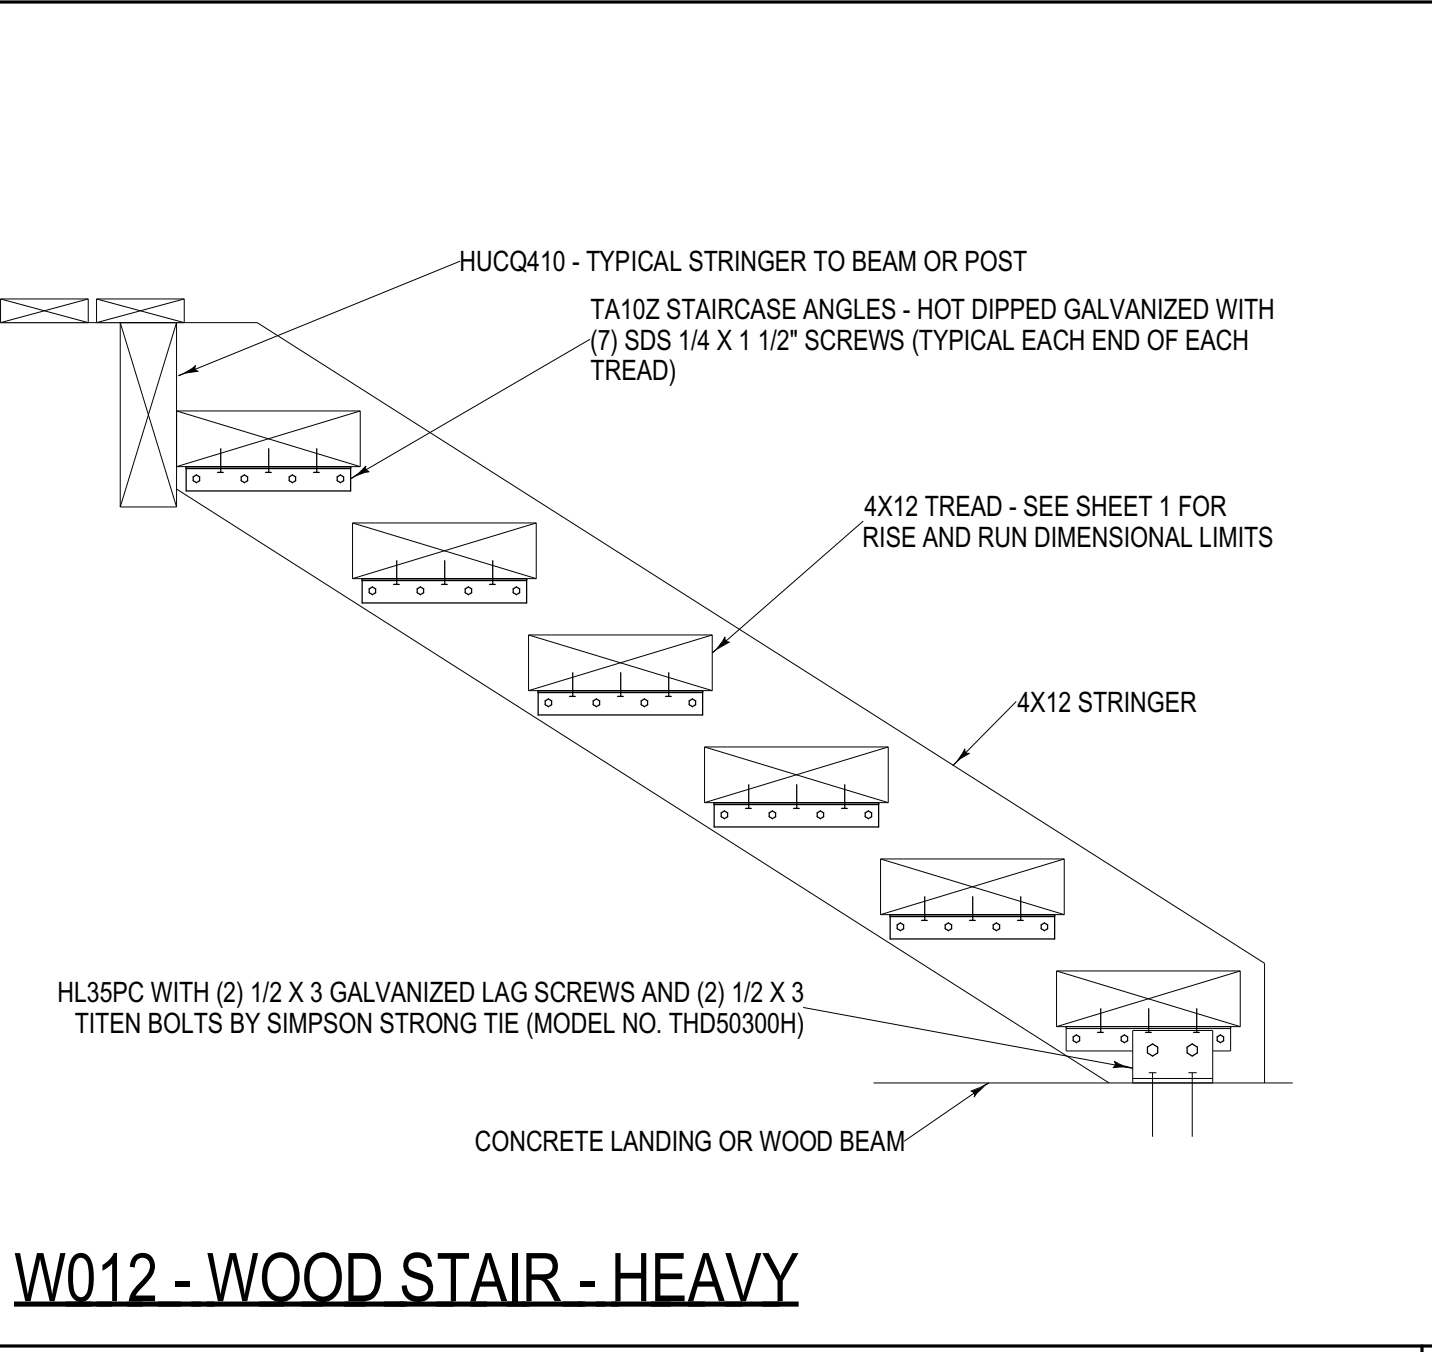 HUCQ410 - TYPICAL STRINGER TO BEAM OR POST
TA10Z STAIRCASE ANGLES - HOT DIPPED GALVANIZED WITH
(7) SDS 1/4 X 1 1/2" SCREWS (TYPICAL EACH END OF EACH
TREAD)
4X12 TREAD - SEE SHEET 1 FOR
RISE AND RUN DIMENSIONAL LIMITS
4X12 STRINGER
HL35PC WITH (2) 1/2 X 3 GALVANIZED LAG SCREWS AND (2) 1/2 X 3
TITEN BOLTS BY SIMPSON STRONG TIE (MODEL NO. THD50300H)
CONCRETE LANDING OR WOOD BEAM
W012 - WOOD STAIR - HEAVY